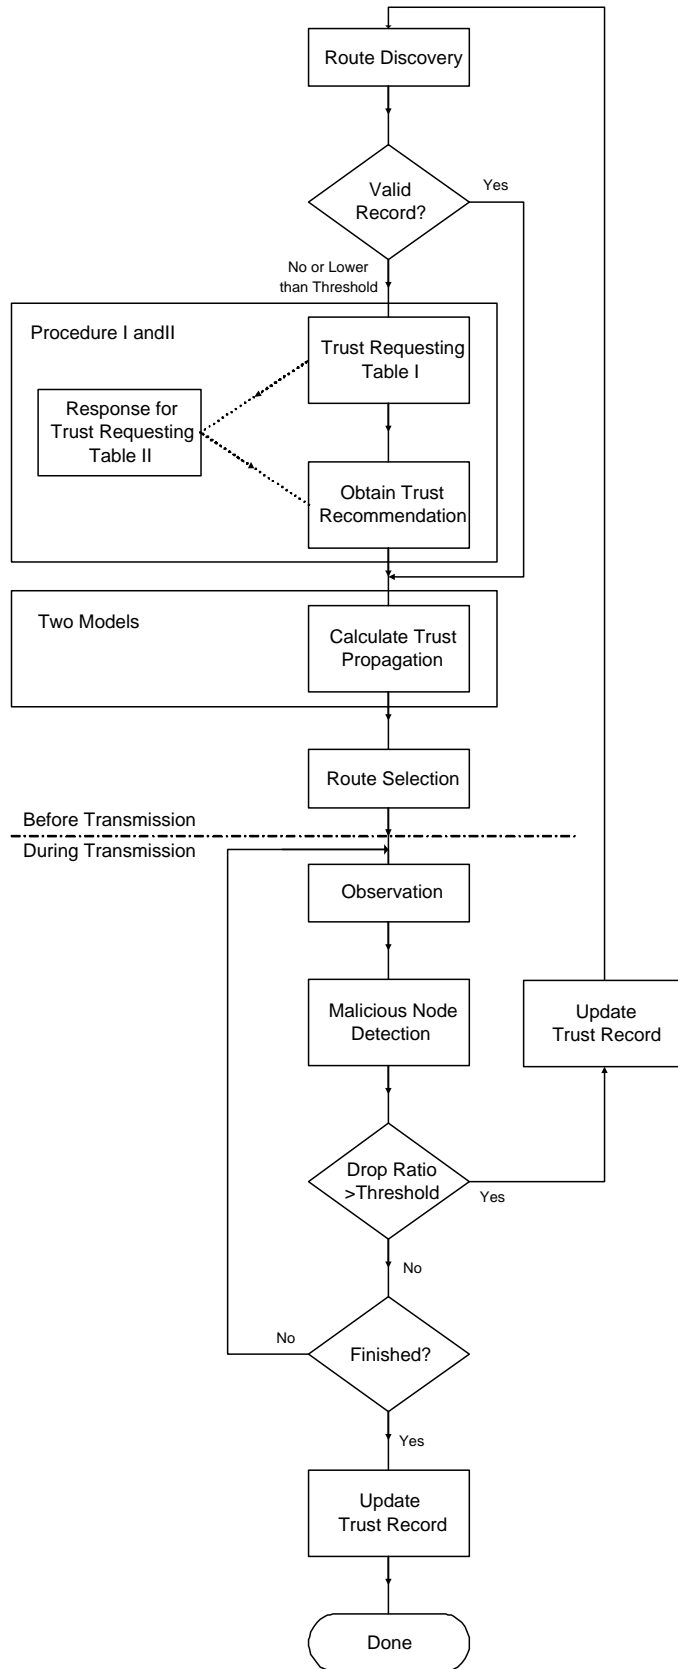 Route Discovery
Valid
Record?
Yes
No or Lower
than Threshold
Procedure I andII
Trust Requesting
Table I
Response for
Trust Requesting
Table II
Obtain Trust
Recommendation
Two Models
Calculate Trust
Propagation
Route Selection
Before Transmission
During Transmission
Observation
Malicious Node
Detection
Update
Trust Record
Drop Ratio
>Threshold
Yes
No
No
Finished?
Yes
Update
Trust Record
Done